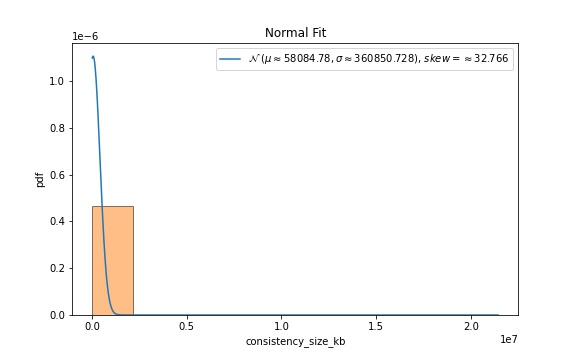 Normal Fit
1e−6
𝒩(μ ≈ 58084.78, σ ≈ 360850.728), skew = ≈ 32.766
1.0
0.8
0.6
0.4
0.2
0.0
pdf
0.0 0.5 1.0 1.5 2.0
1e7
consistency_size_kb